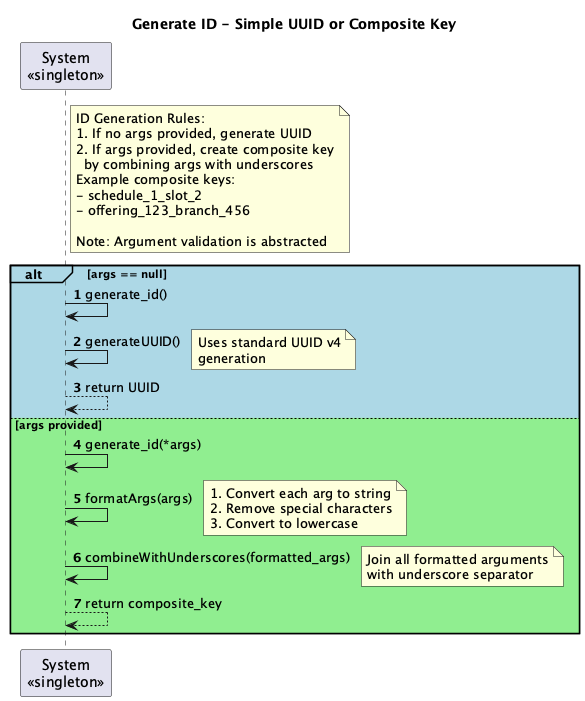 Generate ID - Simple UUID or Composite Key
System
«singleton»
ID Generation Rules:
1. If no args provided, generate UUID
2. If args provided, create composite key
by combining args with underscores
Example composite keys:
- schedule_1_slot_2
- offering_123_branch_456
Note: Argument validation is abstracted
alt [args == null]
1 generate_id()
2 generateUUID()
Uses standard UUID v4
generation
3 return UUID
[args provided]
4 generate_id(*args)
5 formatArgs(args)
1. Convert each arg to string
2. Remove special characters
3. Convert to lowercase
6 combineWithUnderscores(formatted_args)
Join all formatted arguments
with underscore separator
7 return composite_key
System
«singleton»